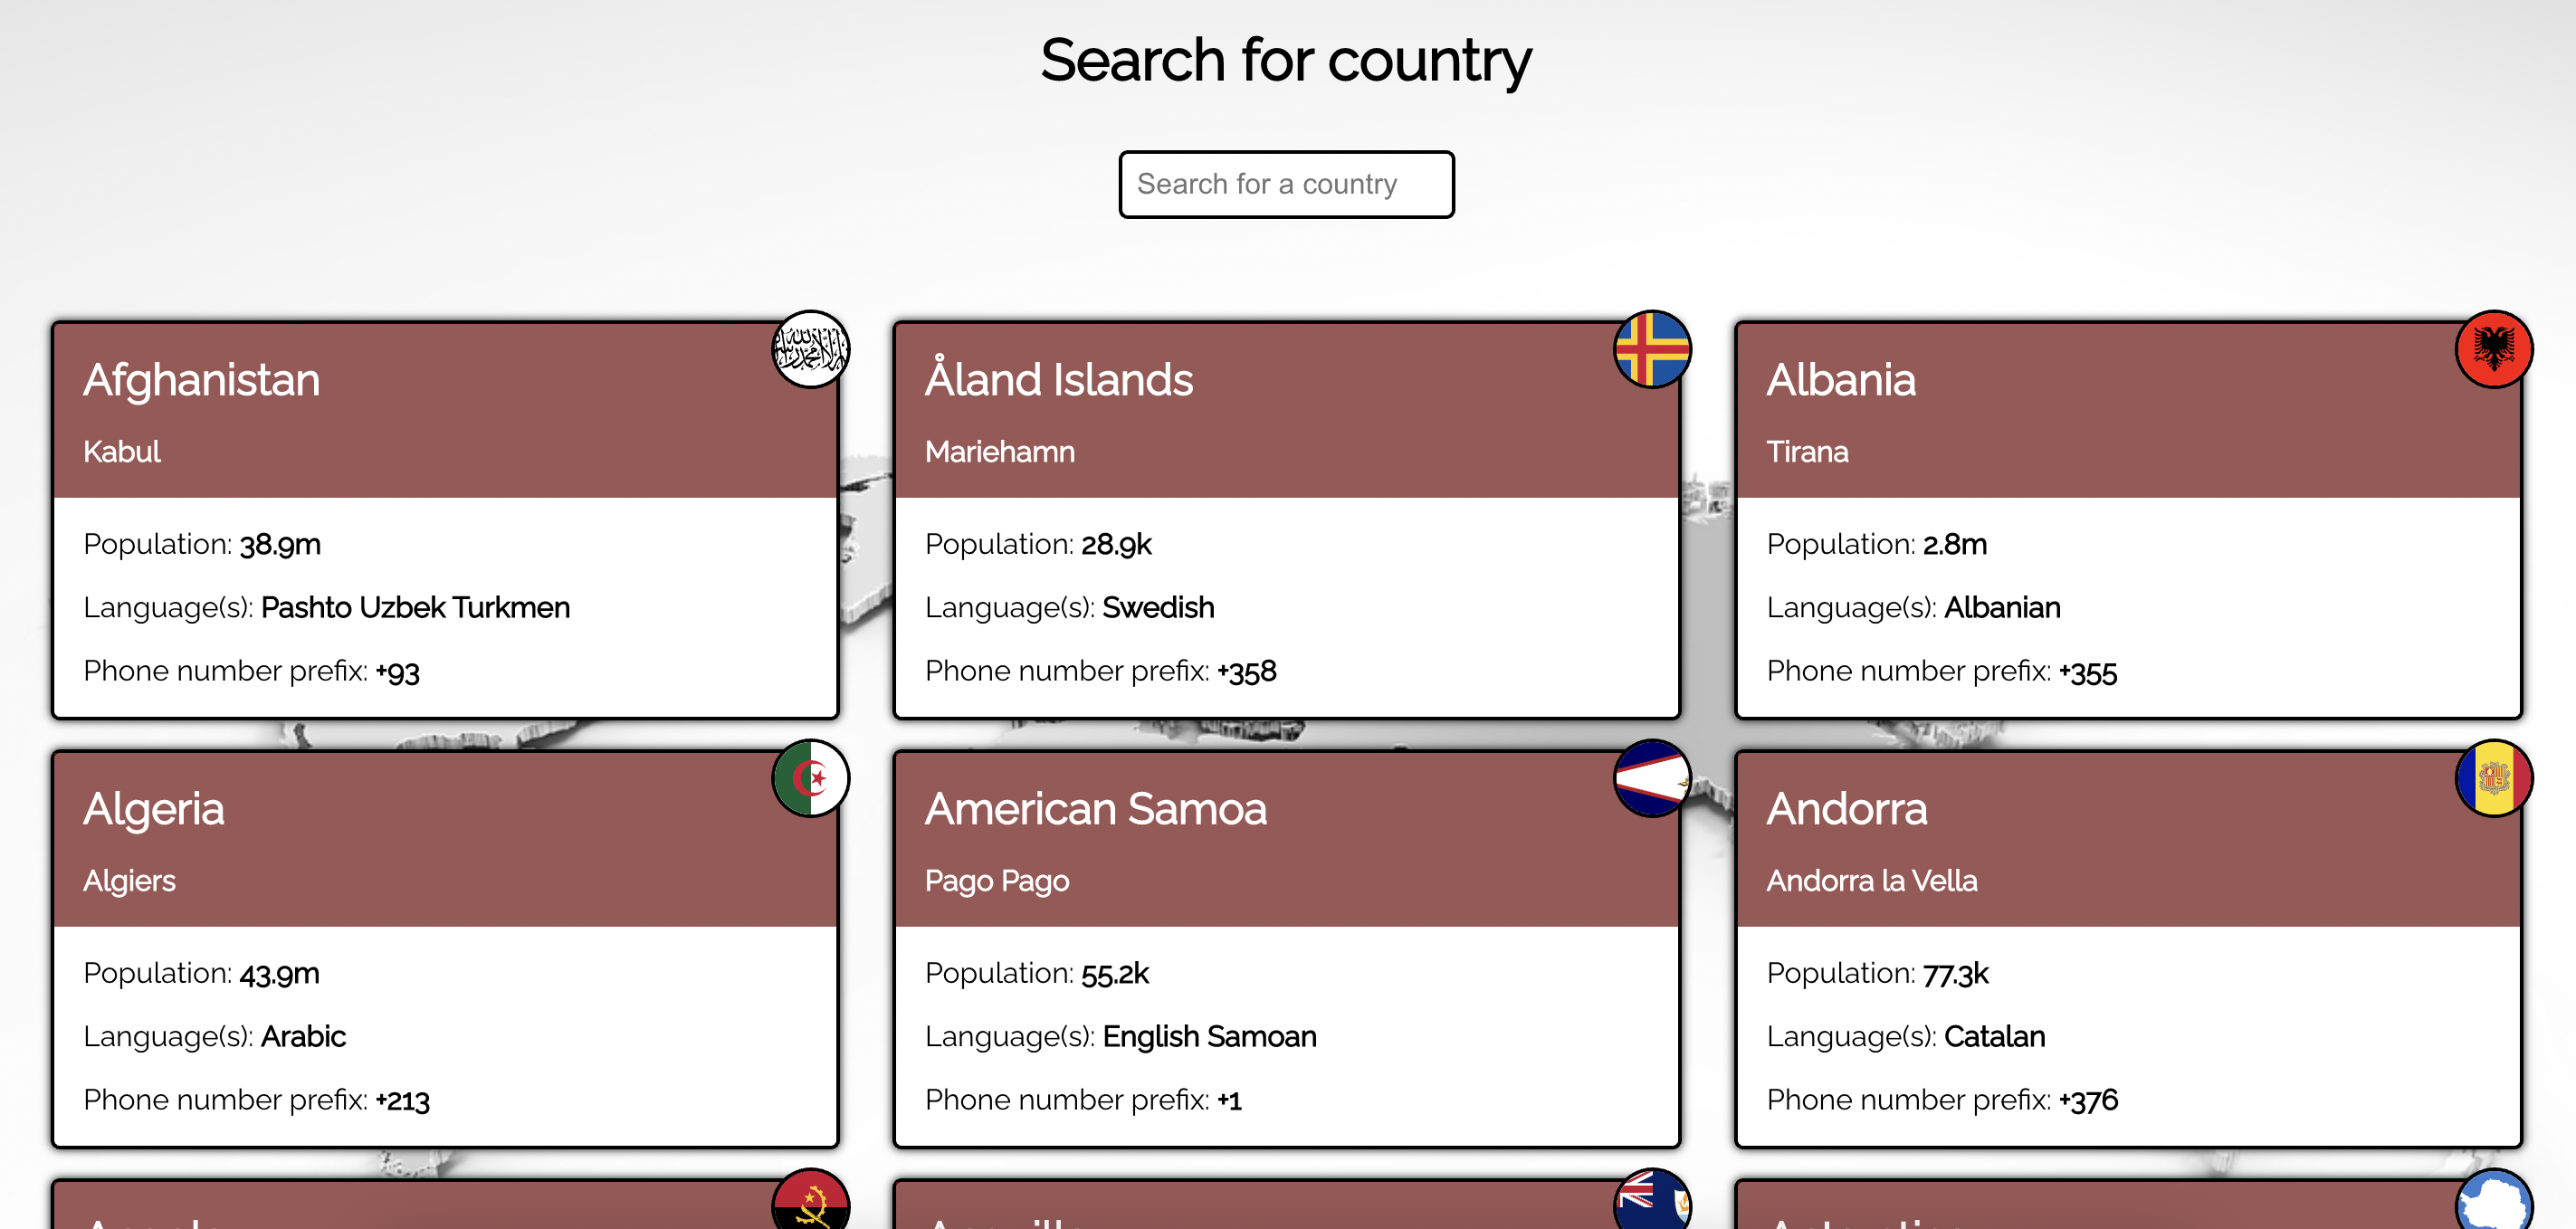 Search for country
Search for a country
Afghanistan
Kabul
Population: 38.9m
Language(s): Pashto Uzbek Turkmen
Phone number prefix: +93
Åland Islands
Mariehamn
Population: 28.9k
Language(s): Swedish
Phone number prefix: +358
Albania
Tirana
Population: 2.8m
Language(s): Albanian
Phone number prefix: +355
Algeria
Algiers
Population: 43.9m
Language(s): Arabic
Phone number prefix: +213
American Samoa
Pago Pago
Population: 55.2k
Language(s): English Samoan
Phone number prefix: +1
Andorra
Andorra la Vella
Population: 77.3k
Language(s): Catalan
Phone number prefix: +376